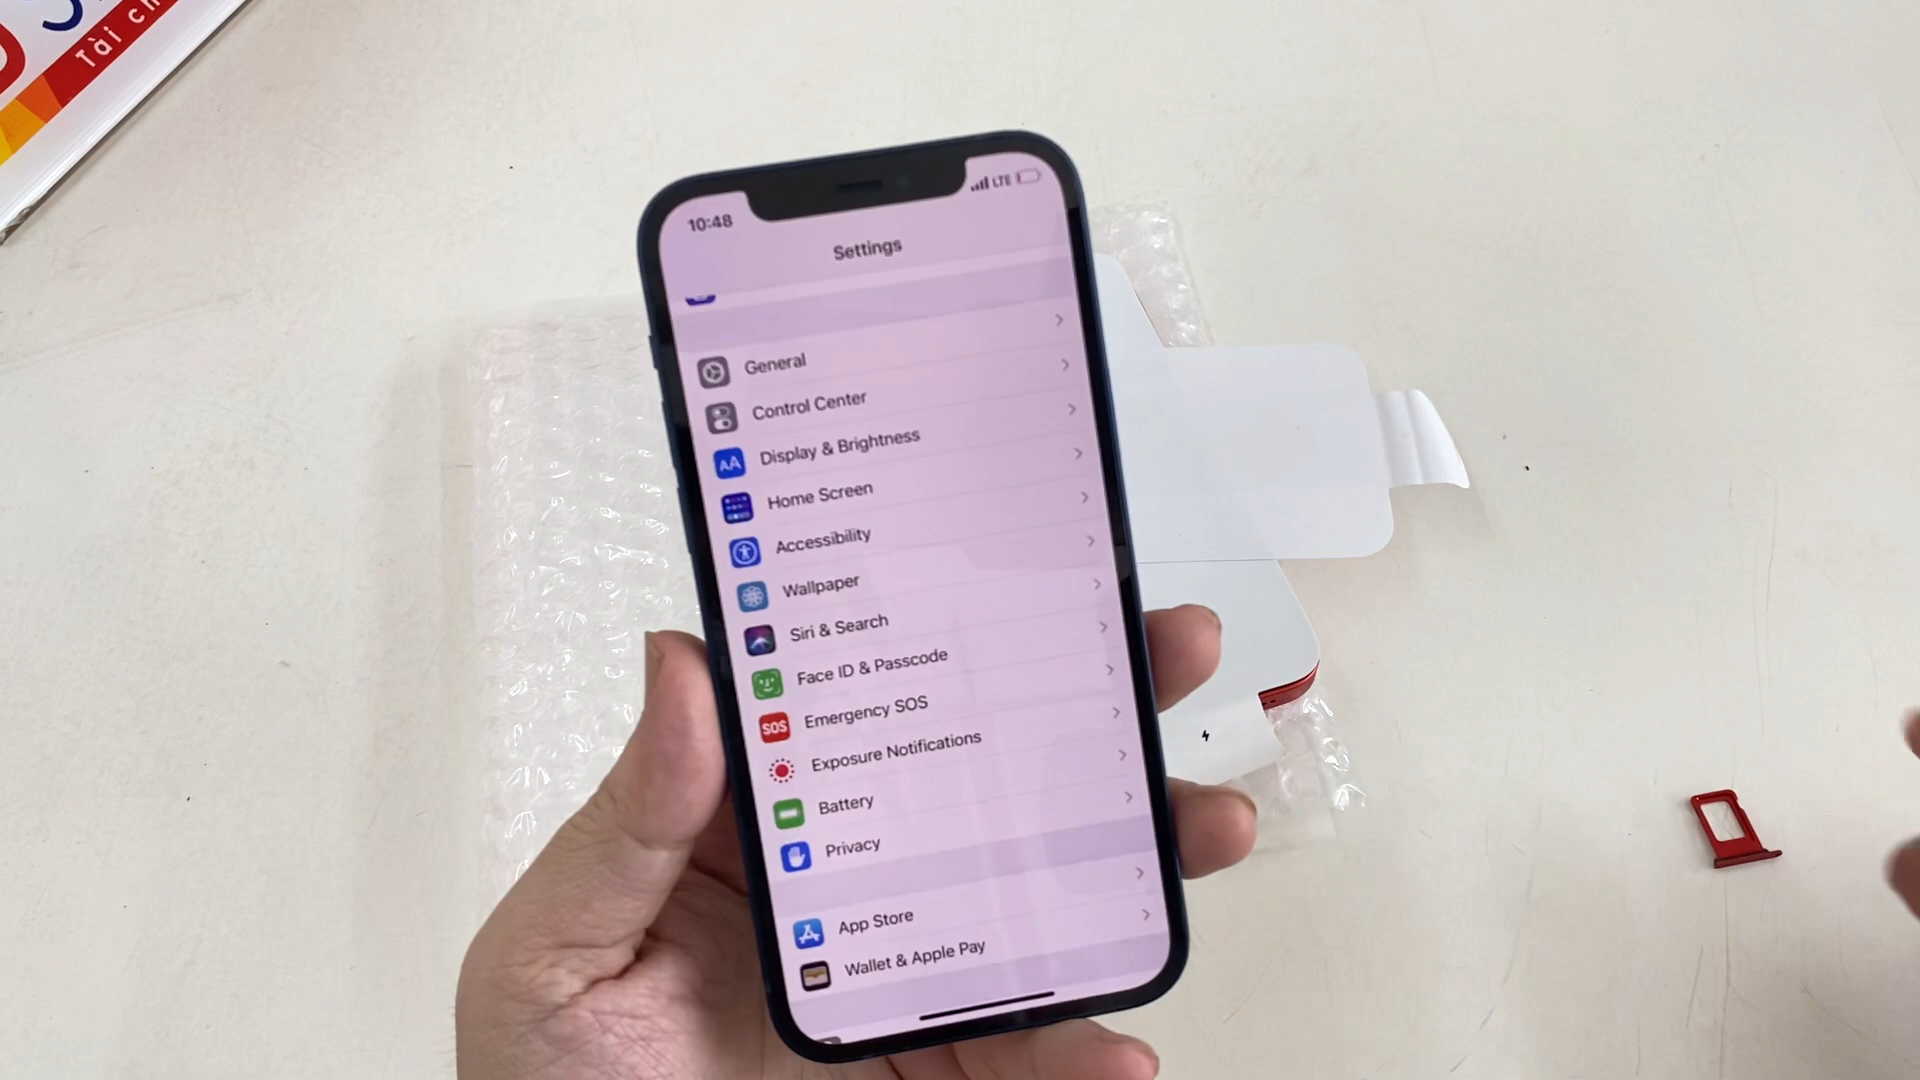 Tài
10:48
LTE
Settings
General
Control Center
AA
Display & Brightness
Home Screen
Accessibility
Wallpaper
Siri & Search
Face ID & Passcode
SOS
Emergency SOS
Exposure Notifications
Battery
Privacy
App Store
Wallet & Apple Pay